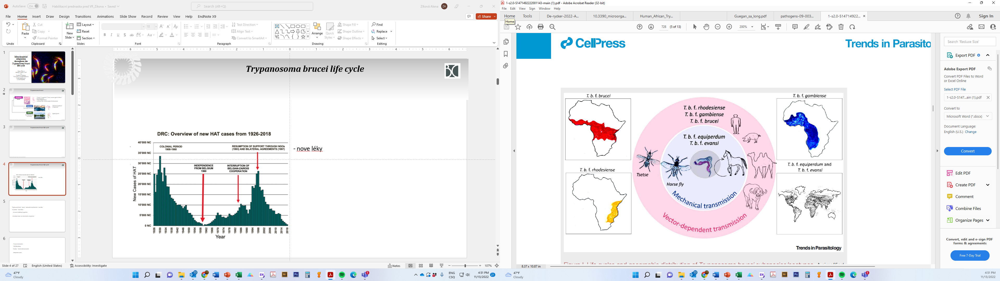 AutoSave On
Habilitacni prednaska pred VR_Zikova • Saved
Search (Alt+Q)
Zíková Alena ZA
File Home Insert Draw Design Transitions Animations Slide Show Record Review View Help EndNote X9
Share
Paste
Cut
Copy
Format Painter
New
Slide
Layout
Reset
Section
18
Text Direction
Align Text
Convert to SmartArt
Arrange
Quick
Styles
Shape Fill
Shape Outline
Shape Effects
Find
Replace
Select
Undo Clipboard Slides Font Paragraph Drawing Editing
1
Mitochondrial
adaptation
throughout the
Trypanosoma brucei
life cycle
2
3
4
5
6
Trypanosoma brucei life cycle
BC
DRC: Overview of new HAT cases from 1926-2018
40'000 NC
35'000 NC
30'000 NC
25'000 NC
20'000 NC
15'000 NC
10'000 NC
5'000 NC
0 NC
New Cases of HAT
COLONIAL PERIOD
1908-1960
RESUMPTION OF SUPPORT THROUGH NGOs
(1993) AND BILATERAL AGREEMENTS (1997)
INDEPENDENCE
FROM BELGIUM
1960
INTERRUPTION OF
BELGIAN-ZAIROIS
COOPERATION
1926 1930 1934 1938 1942 1946 1950 1954 1958 1962 1966 1970 1974 1978 1982 1986 1990 1994 1998 2002 2006 2010 2014 2018
Year
- nove léky
Slide 4 of 27 English (United States) Accessibility: Investigate
Notes
107%
47°F
Cloudy
ENG
CSQ
4:51 PM
11/13/2022
21
1-s2.0-S1471492222001143-main (1).pdf - Adobe Acrobat Reader (32-bit)
File Edit View Sign Window Help
Home Tools De-rycker-2022-A... 10.3390_microorga... Human_African_Try... Guegan_sa_long.pdf pathogens-09-003... 1-s2.0-S14714922... ×
Sign In
Home
728 (5 of 13)
200%
CellPress
Trends in Parasito
T. b. f. brucei
T. b. f. gambiense
T. b. f. rhodesiense
T. b. f. equiperdum and
T. b. f. evansi
T. b. f. rhodesiense
T. b. f. gambiense
T. b. f. brucei
T. b. f. equiperdum
T. b. f. evansi
Tsetse
Horse fly
Mechanical transmission
Vector-dependent transmission
Trends in Parasitology
8.37 x 10.87 in
Search 'Reduce Size'
Export PDF
Adobe Export PDF
Convert PDF Files to Word
or Excel Online
Select PDF File
1-s2.0-S147...ain (1).pdf
Convert to
Microsoft Word (*.docx)
Document Language:
English (U.S.) Change
Convert
Edit PDF
Create PDF
Comment
Combine Files
Organize Pages
Convert, edit and e-sign PDF
forms & agreements
Free 7-Day Trial
47°F
Cloudy
4:51 PM
11/13/2022